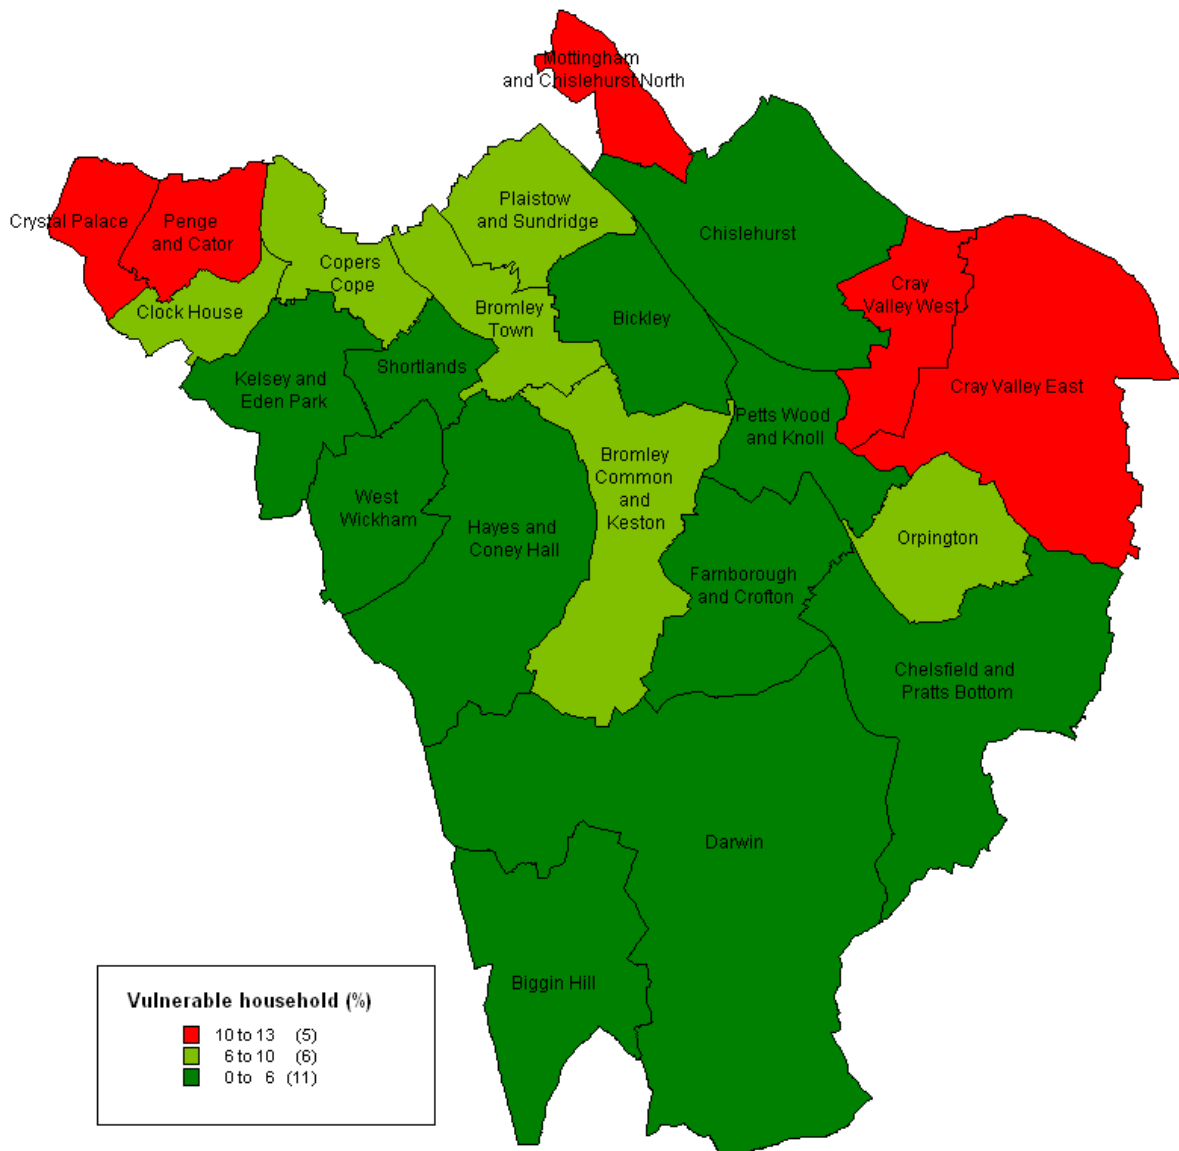 Mottingham
and Chislehurst North
Crystal Palace
Penge
and Cator
Plaistow
and Sundridge
Chislehurst
Copers
Cope
Clock House
Bromley
Town
Bickley
Cray
Valley West
Shortlands
Kelsey and
Eden Park
Cray Valley East
Petts Wood
and Knoll
Bromley
Common
and
Keston
West
Wickham
Hayes and
Coney Hall
Orpington
Farnborough
and Crofton
Chelsfield and
Pratts Bottom
Darwin
Biggin Hill
Vulnerable household (%)
10 to 13 (5)
6 to 10 (6)
0 to 6 (11)